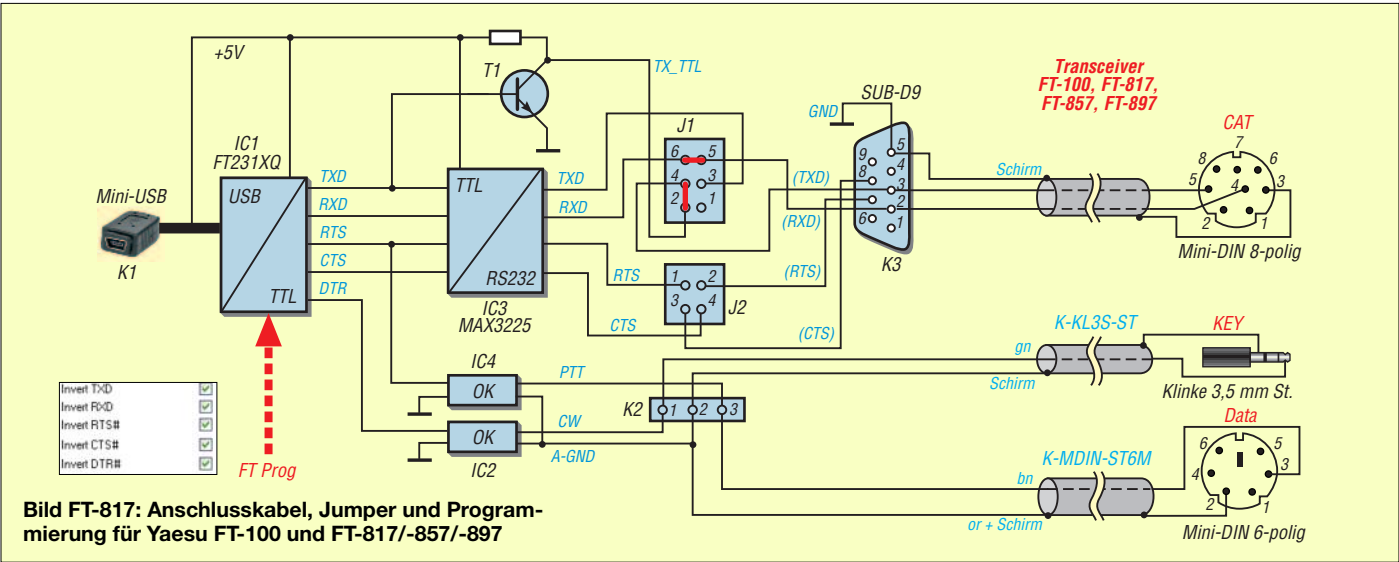 +5V
T1
TX_TTL
Transceiver
FT-100, FT-817,
FT-857, FT-897
SUB-D9
GND
CAT
IC1
FT231XQ
J1
6 5
4 3
2 1
5
9
4
8
3
2
6
1
Schirm
7
8 6
5 4 3
2 1
Mini-DIN 8-polig
Mini-USB
K1
USB
TTL
TXD
RXD
RTS
CTS
DTR
TTL
RS232
IC3
MAX3225
TXD
RXD
RTS
CTS
(TXD)
(RXD)
(RTS)
(CTS)
K3
1 2
3 4
J2
K-KL3S-ST
KEY
gn
Schirm
Klinke 3,5 mm St.
IC4
OK
PTT
K2
1 2 3
OK
CW
A-GND
IC2
Data
K-MDIN-ST6M
bn
or + Schirm
6 5
4 3
2 1
Mini-DIN 6-polig
Invert TXD
Invert RXD
Invert RTS#
Invert CTS#
Invert DTR#
FT Prog
Bild FT-817: Anschlusskabel, Jumper und Program-
mierung für Yaesu FT-100 und FT-817/-857/-897